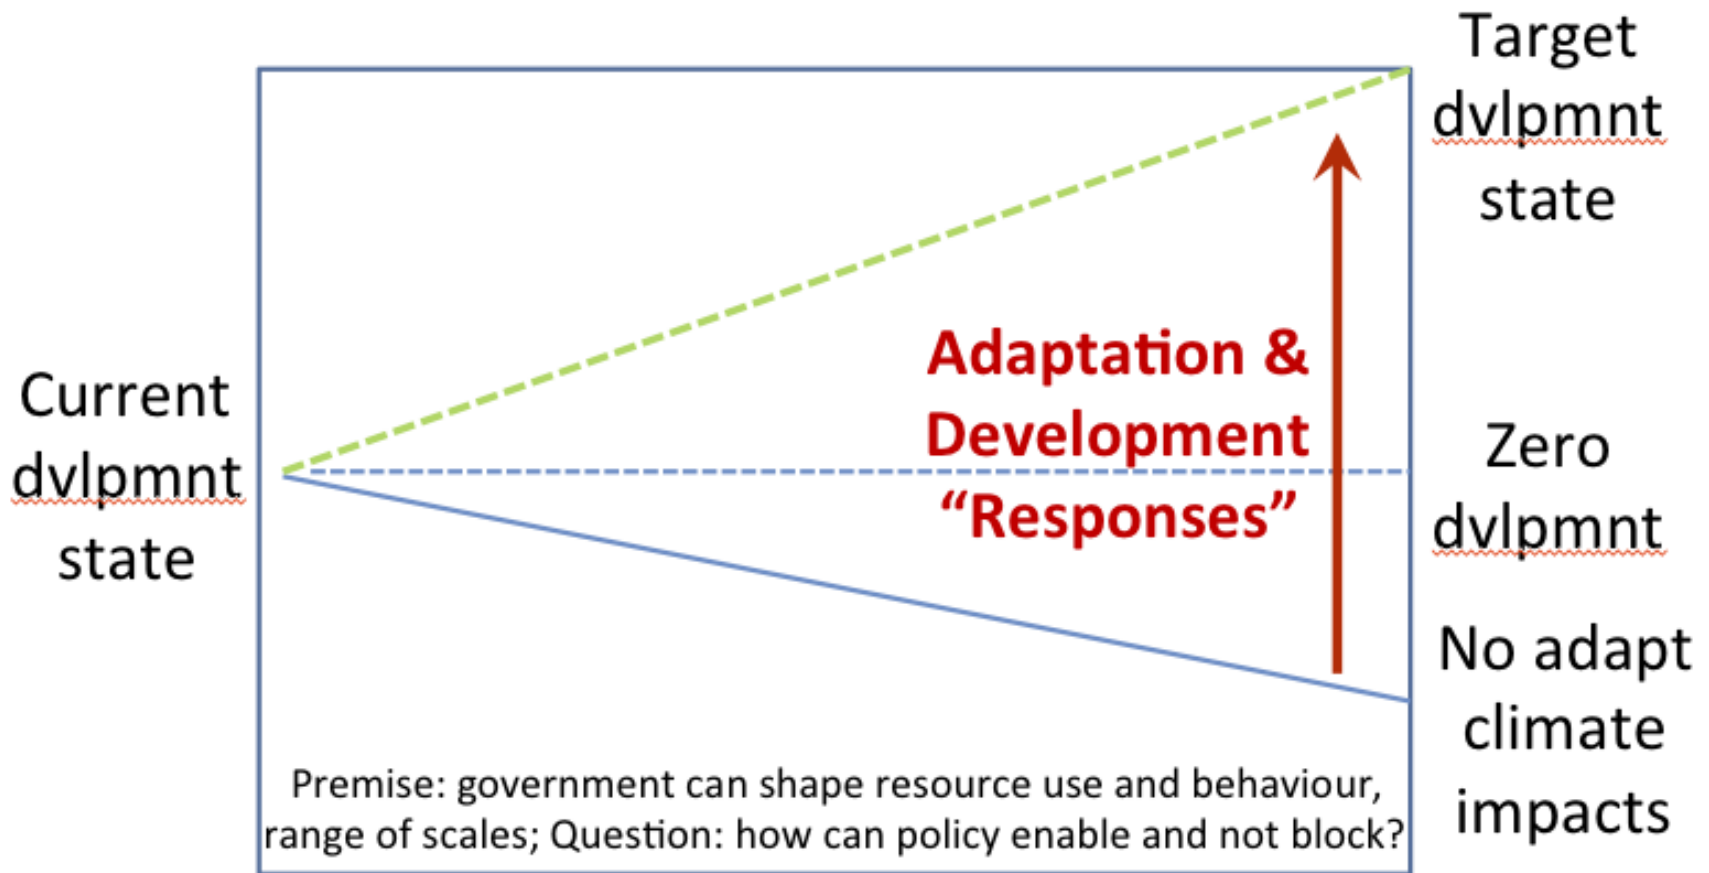 Target
dvlpmnt
state
Current
dvlpmnt
state
Adaptation &
Development
“Responses”
Zero
dvlpmnt
No adapt
climate
impacts
Premise: government can shape resource use and behaviour,
range of scales; Question: how can policy enable and not block?